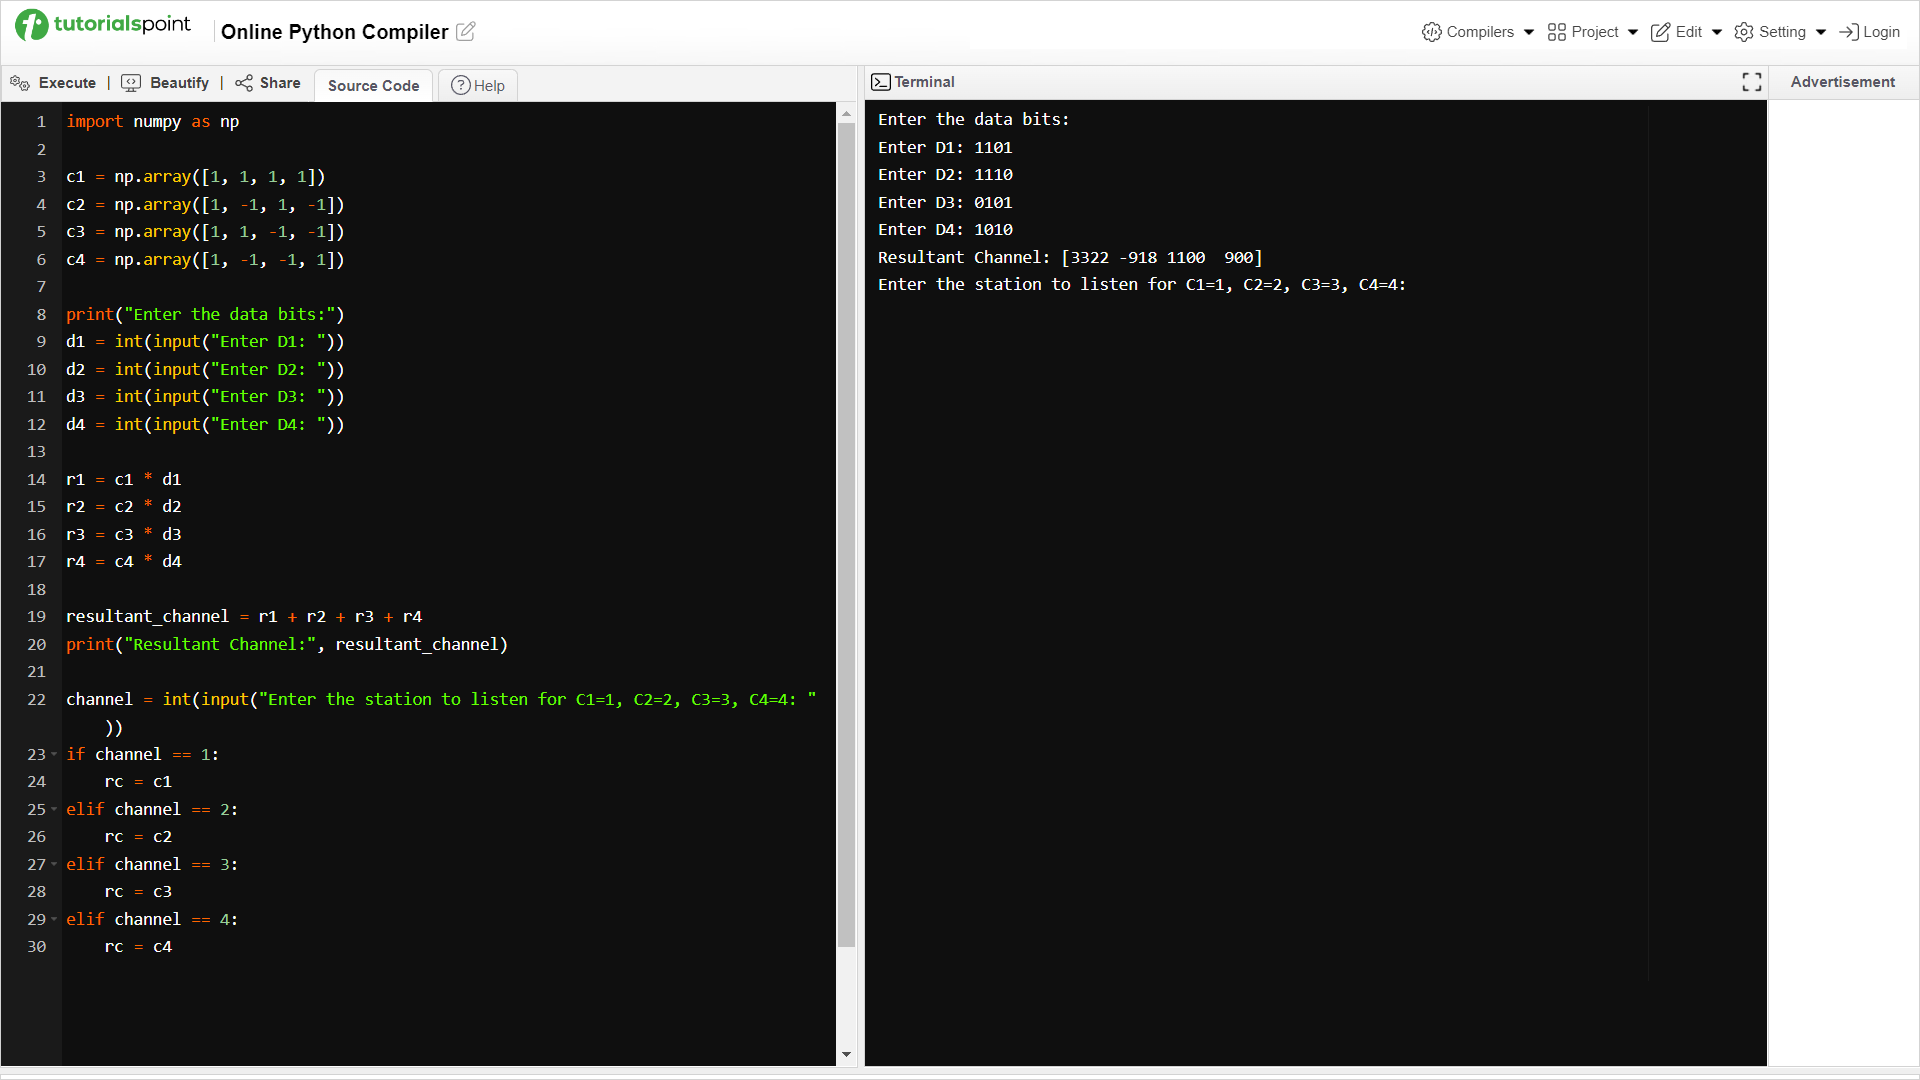 tutorialspoint
Online Python Compiler
Compilers Project Edit Setting Login
Execute | Beautify | Share Source Code Help
1 import numpy as np
2
3 c1 = np.array([1, 1, 1, 1])
4 c2 = np.array([1, -1, 1, -1])
5 c3 = np.array([1, 1, -1, -1])
6 c4 = np.array([1, -1, -1, 1])
7
8 print("Enter the data bits:")
9 d1 = int(input("Enter D1: "))
10 d2 = int(input("Enter D2: "))
11 d3 = int(input("Enter D3: "))
12 d4 = int(input("Enter D4: "))
13
14 r1 = c1 * d1
15 r2 = c2 * d2
16 r3 = c3 * d3
17 r4 = c4 * d4
18
19 resultant_channel = r1 + r2 + r3 + r4
20 print("Resultant Channel:", resultant_channel)
21
22 channel = int(input("Enter the station to listen for C1=1, C2=2, C3=3, C4=4: "
))
23 if channel == 1:
24     rc = c1
25 elif channel == 2:
26     rc = c2
27 elif channel == 3:
28     rc = c3
29 elif channel == 4:
30     rc = c4
Terminal
Enter the data bits:
Enter D1: 1101
Enter D2: 1110
Enter D3: 0101
Enter D4: 1010
Resultant Channel: [3322 -918 1100  900]
Enter the station to listen for C1=1, C2=2, C3=3, C4=4:
Advertisement